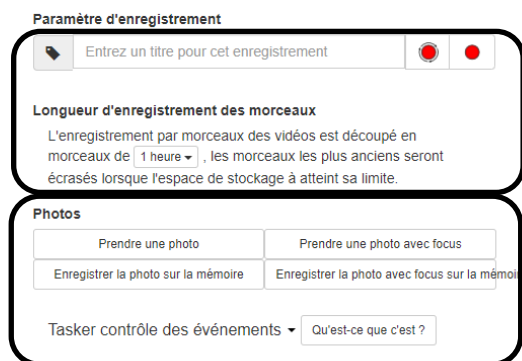 Paramètre d'enregistrement
Entrez un titre pour cet enregistrement
Longueur d'enregistrement des morceaux
L'enregistrement par morceaux des vidéos est découpé en
morceaux de 1 heure , les morceaux les plus anciens seront
écrasés lorsque l'espace de stockage à atteint sa limite.
Photos
Prendre une photo Prendre une photo avec focus
Enregistrer la photo sur la mémoire Enregistrer la photo avec focus sur la mémoi
Tasker contrôle des événements Qu'est-ce que c'est ?